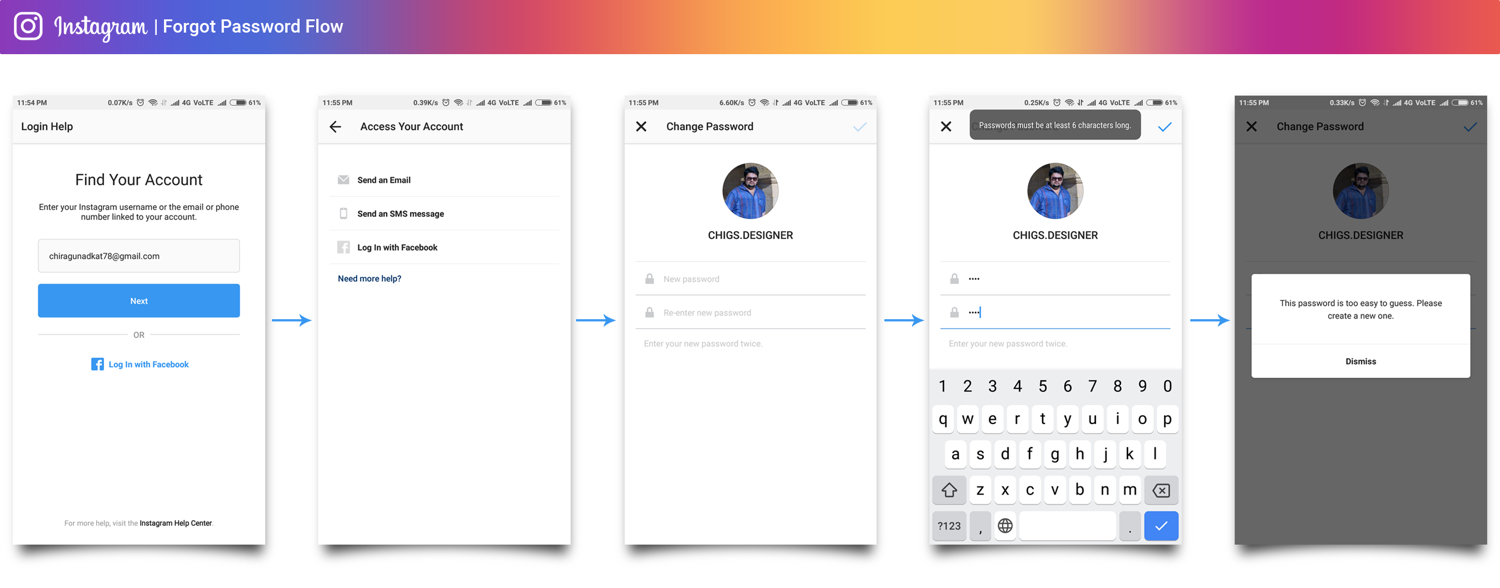 Instagram | Forgot Password Flow
11:54 PM 0.07K/s 4G VoLTE 61%
Login Help
Find Your Account
Enter your Instagram username or the email or phone
number linked to your account.
chiragunadkat78@gmail.com
Next
OR
Log In with Facebook
For more help, visit the Instagram Help Center.
11:55 PM 0.39K/s 4G VoLTE 61%
Access Your Account
Send an Email
Send an SMS message
Log In with Facebook
Need more help?
11:55 PM 6.60K/s 4G VoLTE 61%
Change Password
CHIGS.DESIGNER
New password
Re-enter new password
Enter your new password twice.
11:55 PM 0.25K/s 4G VoLTE 61%
Passwords must be at least 6 characters long.
CHIGS.DESIGNER
••••
••••
Enter your new password twice.
1 2 3 4 5 6 7 8 9 0
q w e r t y u i o p
a s d f g h j k l
z x c v b n m
?123 , .
11:55 PM 0.33K/s 4G VoLTE 61%
Change Password
CHIGS.DESIGNER
This password is too easy to guess. Please
create a new one.
Dismiss